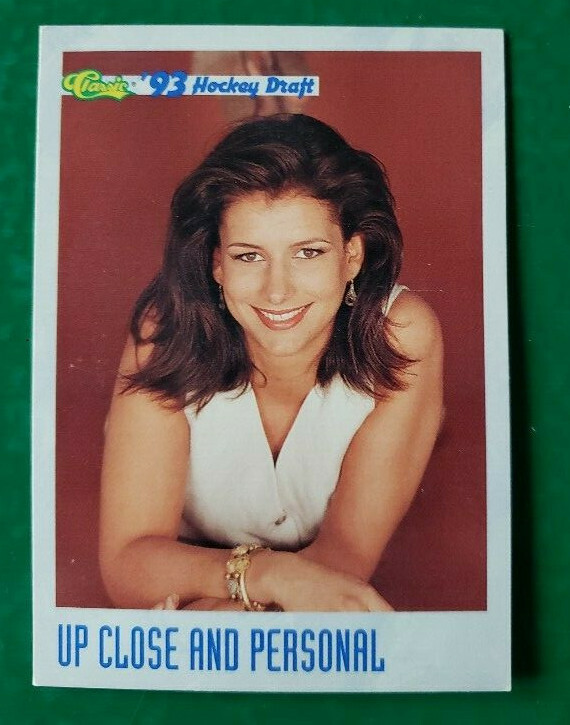 Classic '93 Hockey Draft
UP CLOSE AND PERSONAL